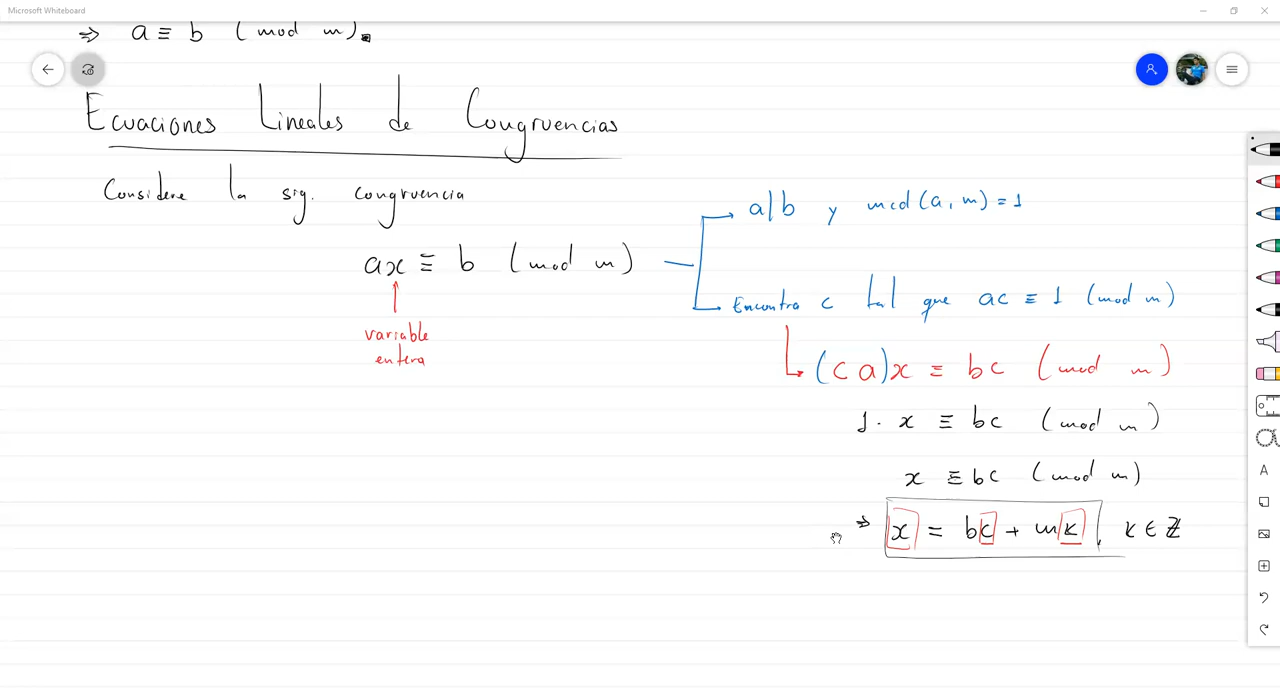 Microsoft Whiteboard
⇒ a ≡ b (mod m).
Ecuaciones Lineales de Congruencias
Considere la sig. congruencia
a|b y mcd(a, m) = 1
ax ≡ b (mod m)
Encontra c tal que ac ≡ 1 (mod m)
variable
entera
(c a)x ≡ bc (mod m)
1 · x ≡ bc (mod m)
x ≡ bc (mod m)
⇒ x = bc + mk, k ∈ ℤ
A